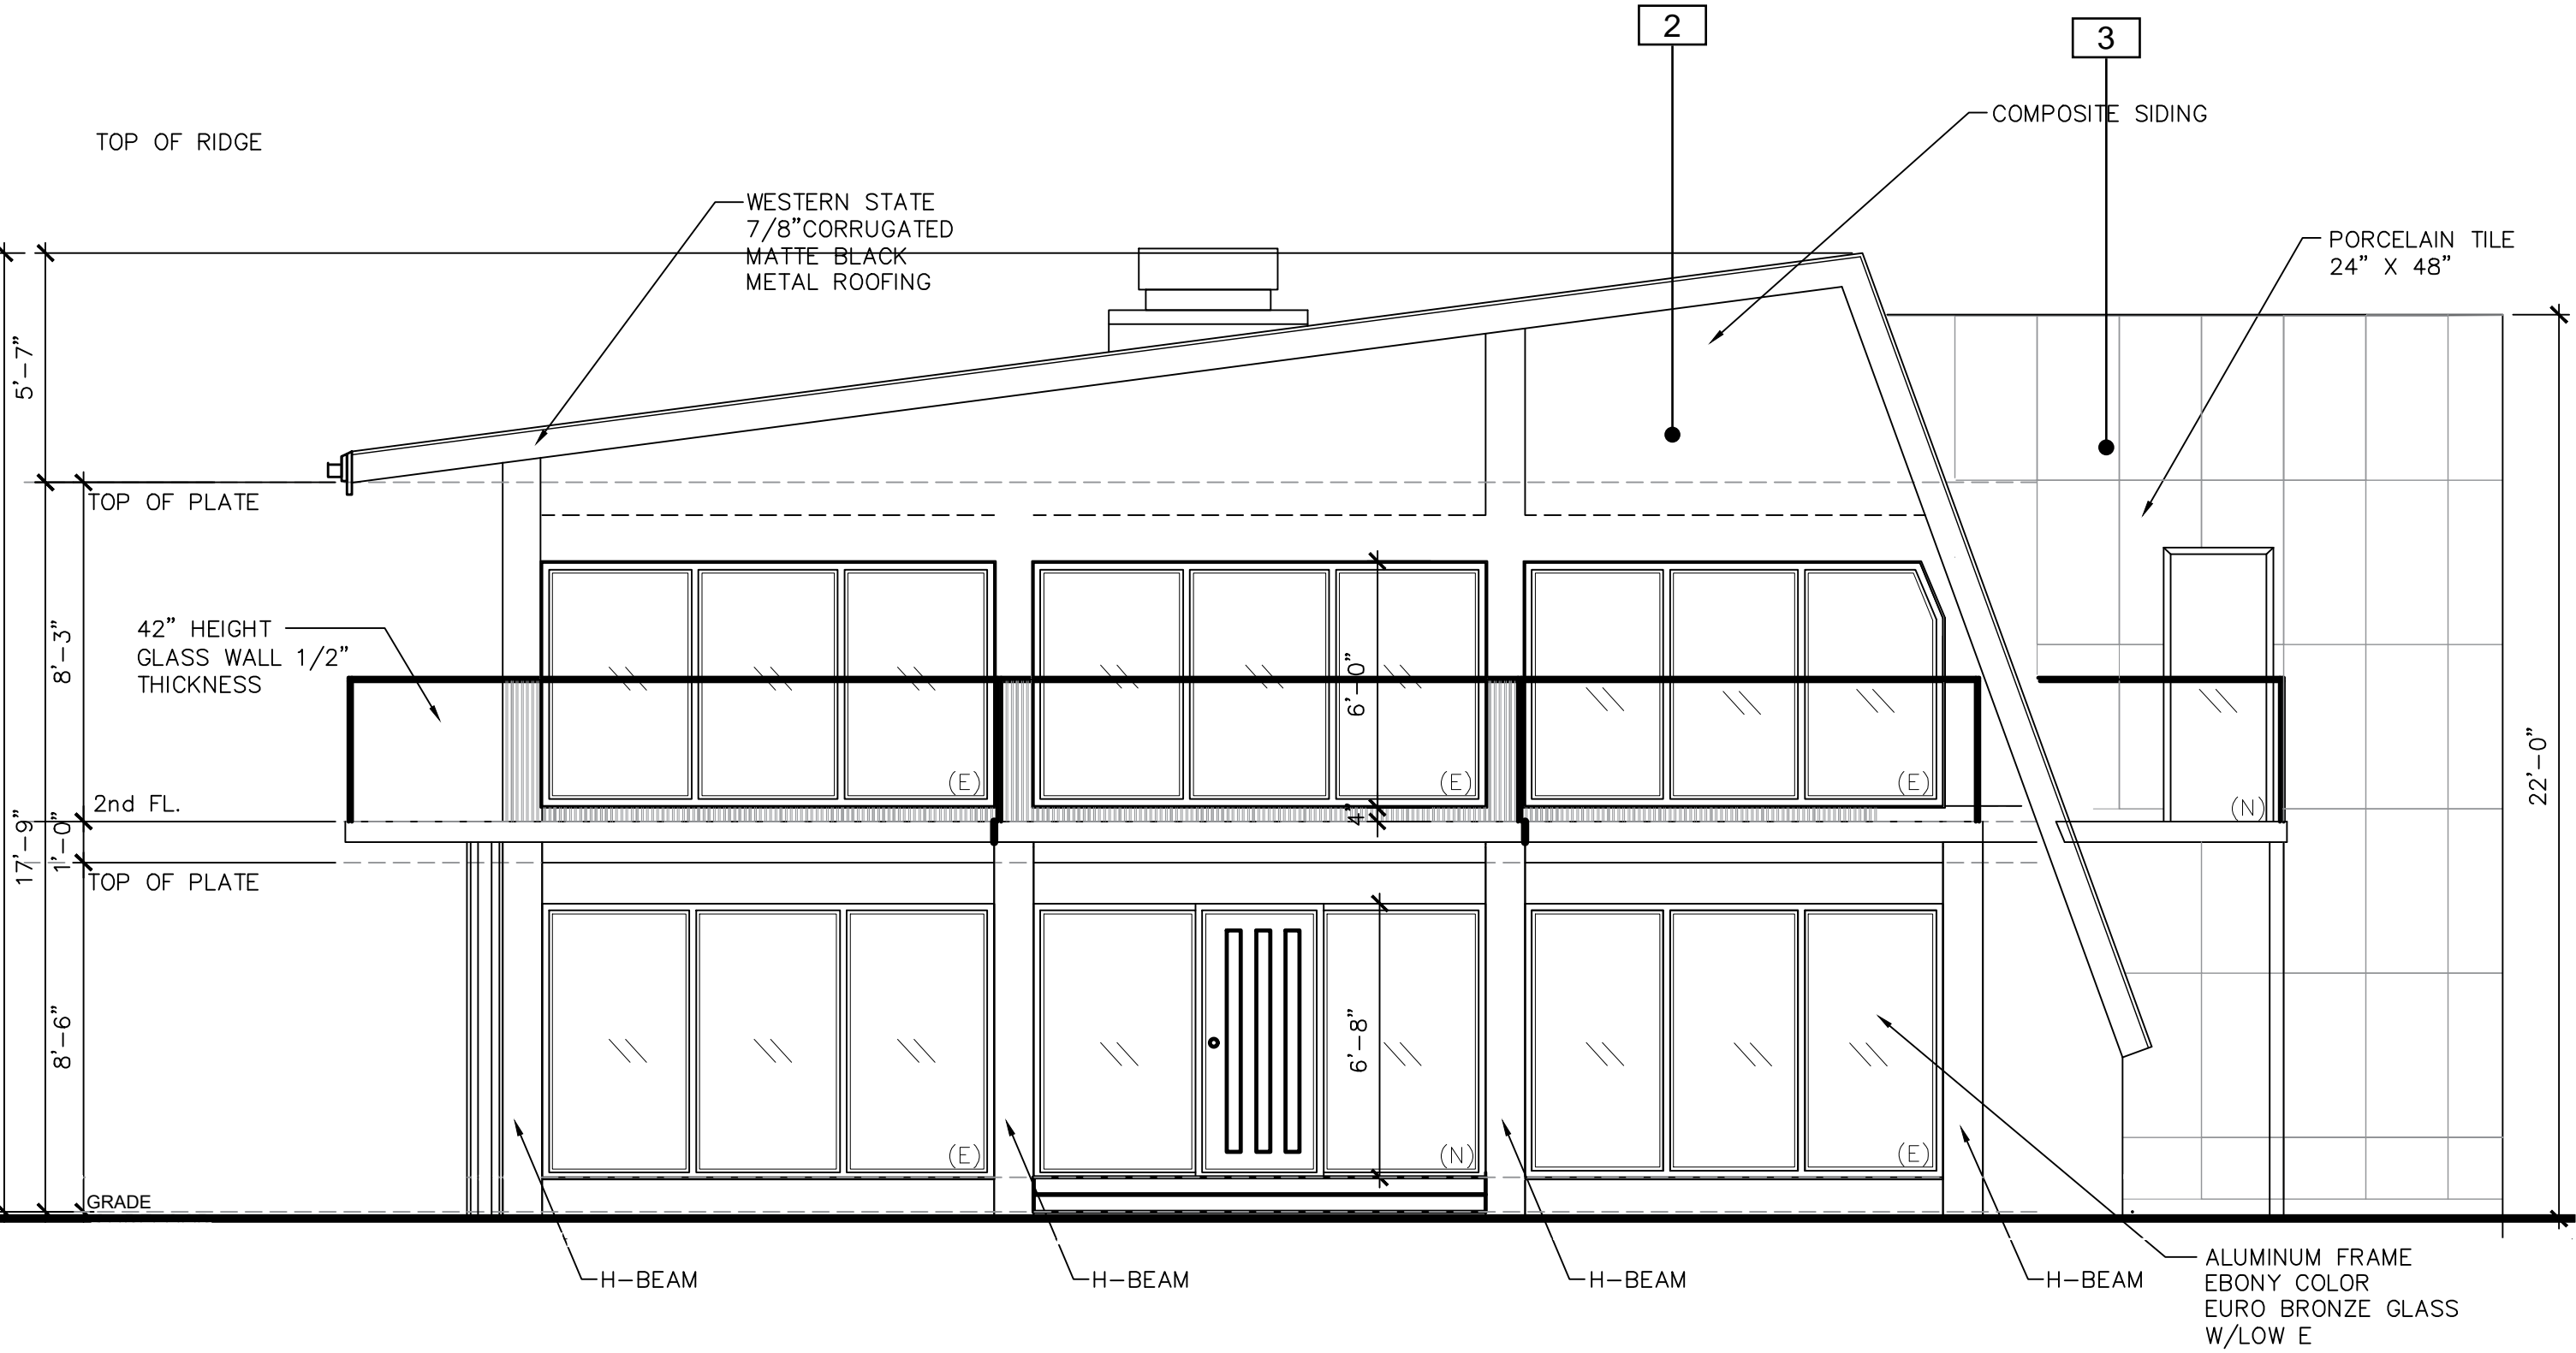 2
3
COMPOSITE SIDING
TOP OF RIDGE
WESTERN STATE
7/8"CORRUGATED
MATTE BLACK
METAL ROOFING
PORCELAIN TILE
24" X 48"
5'-7"
TOP OF PLATE
42" HEIGHT
GLASS WALL 1/2"
THICKNESS
8'-3"
6'-0"
(E)
(E)
(E)
(N)
22'-0"
2nd FL.
4"
17'-9"
1'-0"
TOP OF PLATE
8'-6"
6'-8"
(E)
(N)
(E)
GRADE
H-BEAM
H-BEAM
H-BEAM
H-BEAM
ALUMINUM FRAME
EBONY COLOR
EURO BRONZE GLASS
W/LOW E